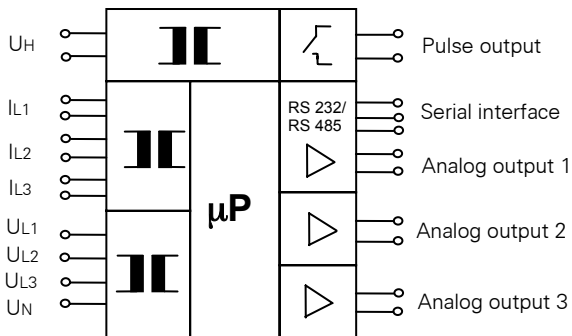 UH
Pulse output
IL1
IL2
IL3
RS 232/
RS 485
Serial interface
Analog output 1
µP
UL1
UL2
UL3
UN
Analog output 2
Analog output 3